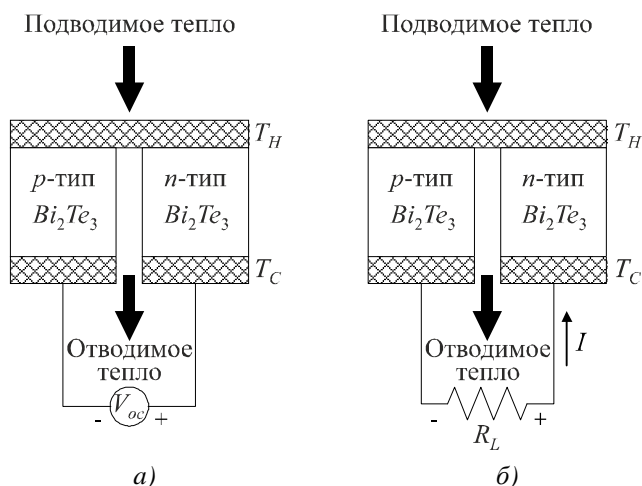 Подводимое тепло
T_H
p-тип
Bi₂Te₃
n-тип
Bi₂Te₃
T_C
Отводимое
тепло
- V_oc +
а)
Подводимое тепло
T_H
p-тип
Bi₂Te₃
n-тип
Bi₂Te₃
T_C
I
Отводимое
тепло
- +
R_L
б)